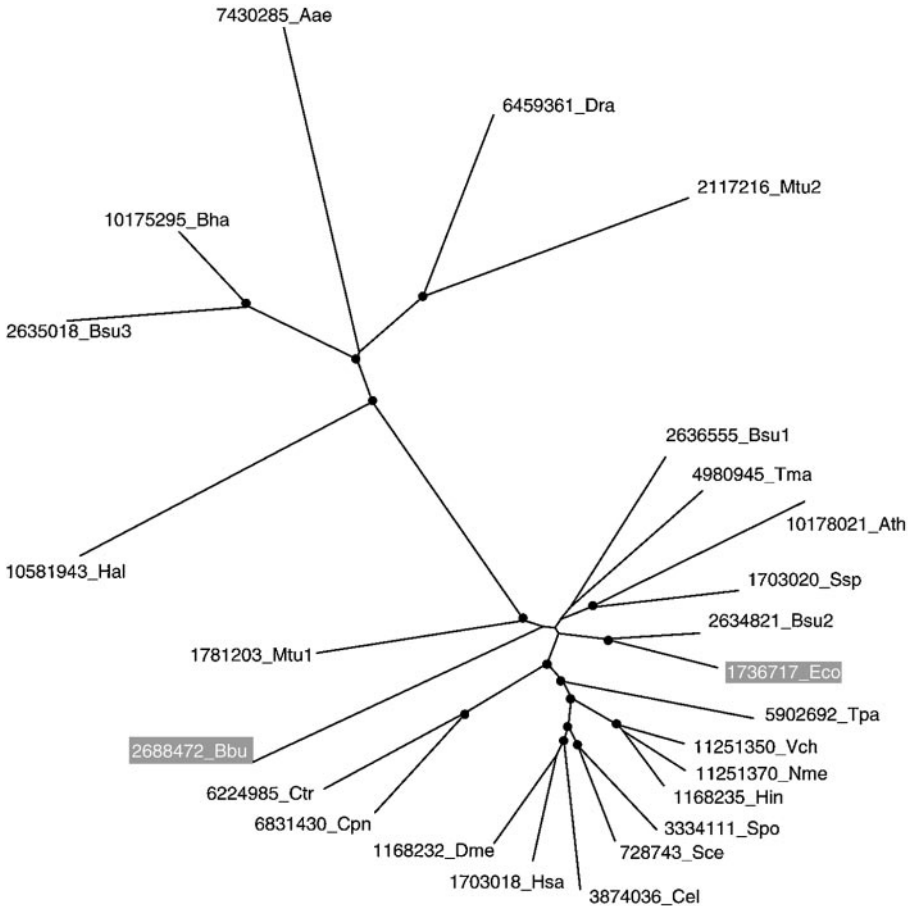 7430285_Aae
6459361_Dra
2117216_Mtu2
10175295_Bha
2635018_Bsu3
2636555_Bsu1
4980945_Tma
10178021_Ath
10581943_Hal
1703020_Ssp
2634821_Bsu2
1781203_Mtu1
1736717_Eco
5902692_Tpa
2688472_Bbu
11251350_Vch
11251370_Nme
6224985_Ctr
1168235_Hin
6831430_Cpn
3334111_Spo
1168232_Dme
728743_Sce
1703018_Hsa
3874036_Cel